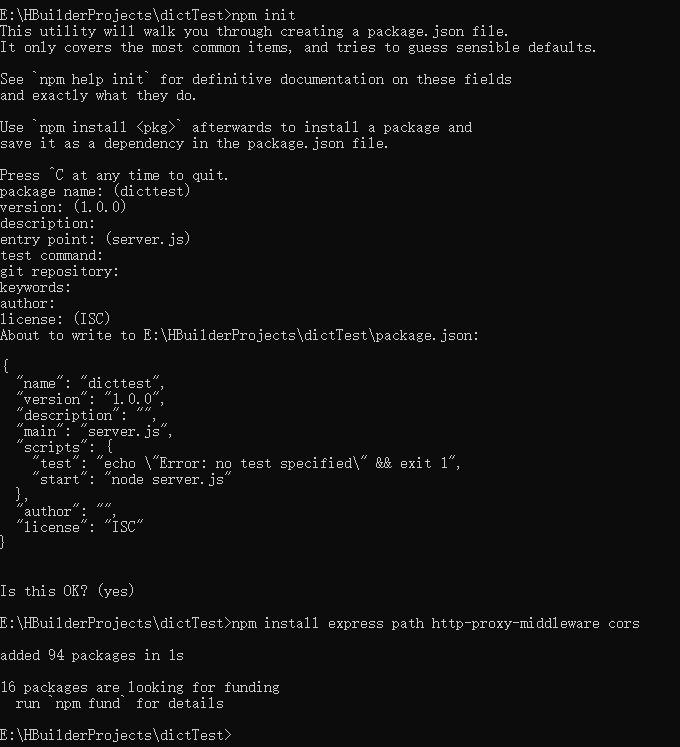 E:\HBuilderProjects\dictTest>npm init
This utility will walk you through creating a package.json file.
It only covers the most common items, and tries to guess sensible defaults.
See `npm help init` for definitive documentation on these fields
and exactly what they do.
Use `npm install <pkg>` afterwards to install a package and
save it as a dependency in the package.json file.
Press ^C at any time to quit.
package name: (dicttest)
version: (1.0.0)
description:
entry point: (server.js)
test command:
git repository:
keywords:
author:
license: (ISC)
About to write to E:\HBuilderProjects\dictTest\package.json:
{
  "name": "dicttest",
  "version": "1.0.0",
  "description": "",
  "main": "server.js",
  "scripts": {
    "test": "echo \"Error: no test specified\" && exit 1",
    "start": "node server.js"
  },
  "author": "",
  "license": "ISC"
}
Is this OK? (yes)
E:\HBuilderProjects\dictTest>npm install express path http-proxy-middleware cors
added 94 packages in 1s
16 packages are looking for funding
  run `npm fund` for details
E:\HBuilderProjects\dictTest>